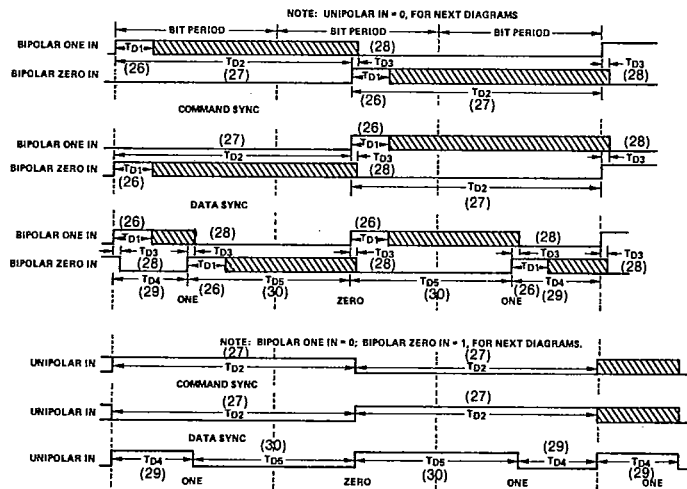 NOTE: UNIPOLAR IN = 0, FOR NEXT DIAGRAMS
BIT PERIOD BIT PERIOD BIT PERIOD
BIPOLAR ONE IN TD1 (28)
TD2 TD3
BIPOLAR ZERO IN (26) (27) TD1 TD3 (28)
(26) TD2
(27)
COMMAND SYNC
(26)
BIPOLAR ONE IN (27) TD1 (28)
TD2 TD3 TD3
BIPOLAR ZERO IN TD1 (28)
(26) TD2
(27)
DATA SYNC
(26) (26)
BIPOLAR ONE IN TD1 (28) TD1 (28)
TD3 TD3 TD3 TD3 TD3
BIPOLAR ZERO IN (28) TD1 (28) TD1 (28)
TD4 (26) TD5 TD5 (26) TD4
(29) (30) (30) (29)
ONE ZERO ONE
NOTE: BIPOLAR ONE IN = 0; BIPOLAR ZERO IN = 1, FOR NEXT DIAGRAMS.
(27) (27)
UNIPOLAR IN TD2 TD2
COMMAND SYNC
(27) (27)
UNIPOLAR IN TD2 TD2
DATA SYNC
(30) (29)
UNIPOLAR IN TD4 TD5 TD5 TD4 TD4
(29) (30) (29)
ONE ZERO ONE ONE